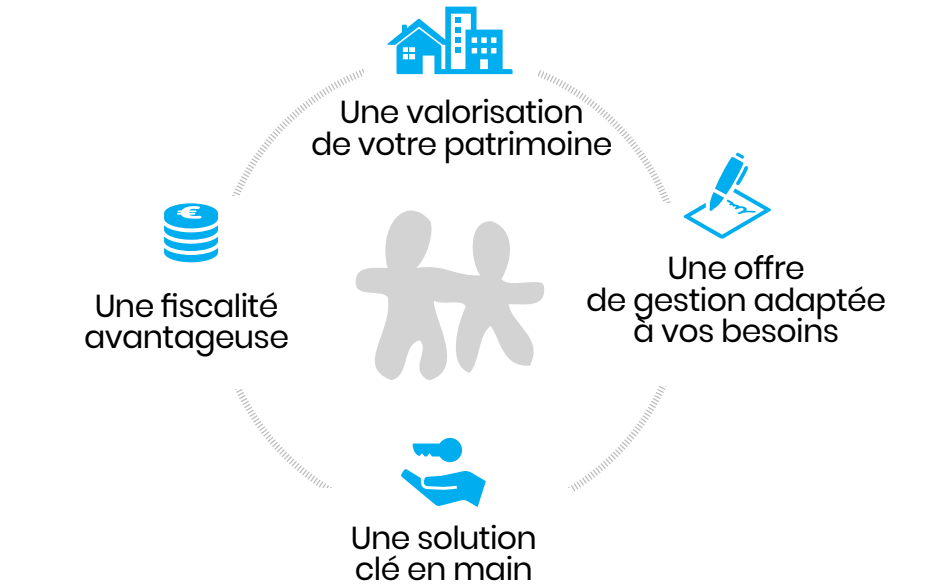 Une valorisation
de votre patrimoine
Une offre
de gestion adaptée
à vos besoins
Une fiscalité
avantageuse
Une solution
clé en main